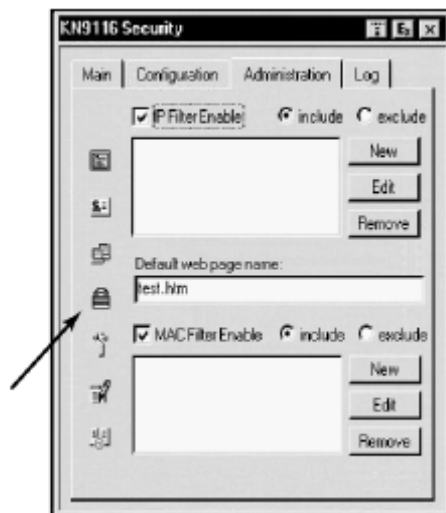 KN9116 Security
Main Configuration Administration Log
IP Filter Enable include exclude
New
Edit
Remove
Default web page name:
test.htm
MAC Filter Enable include exclude
New
Edit
Remove